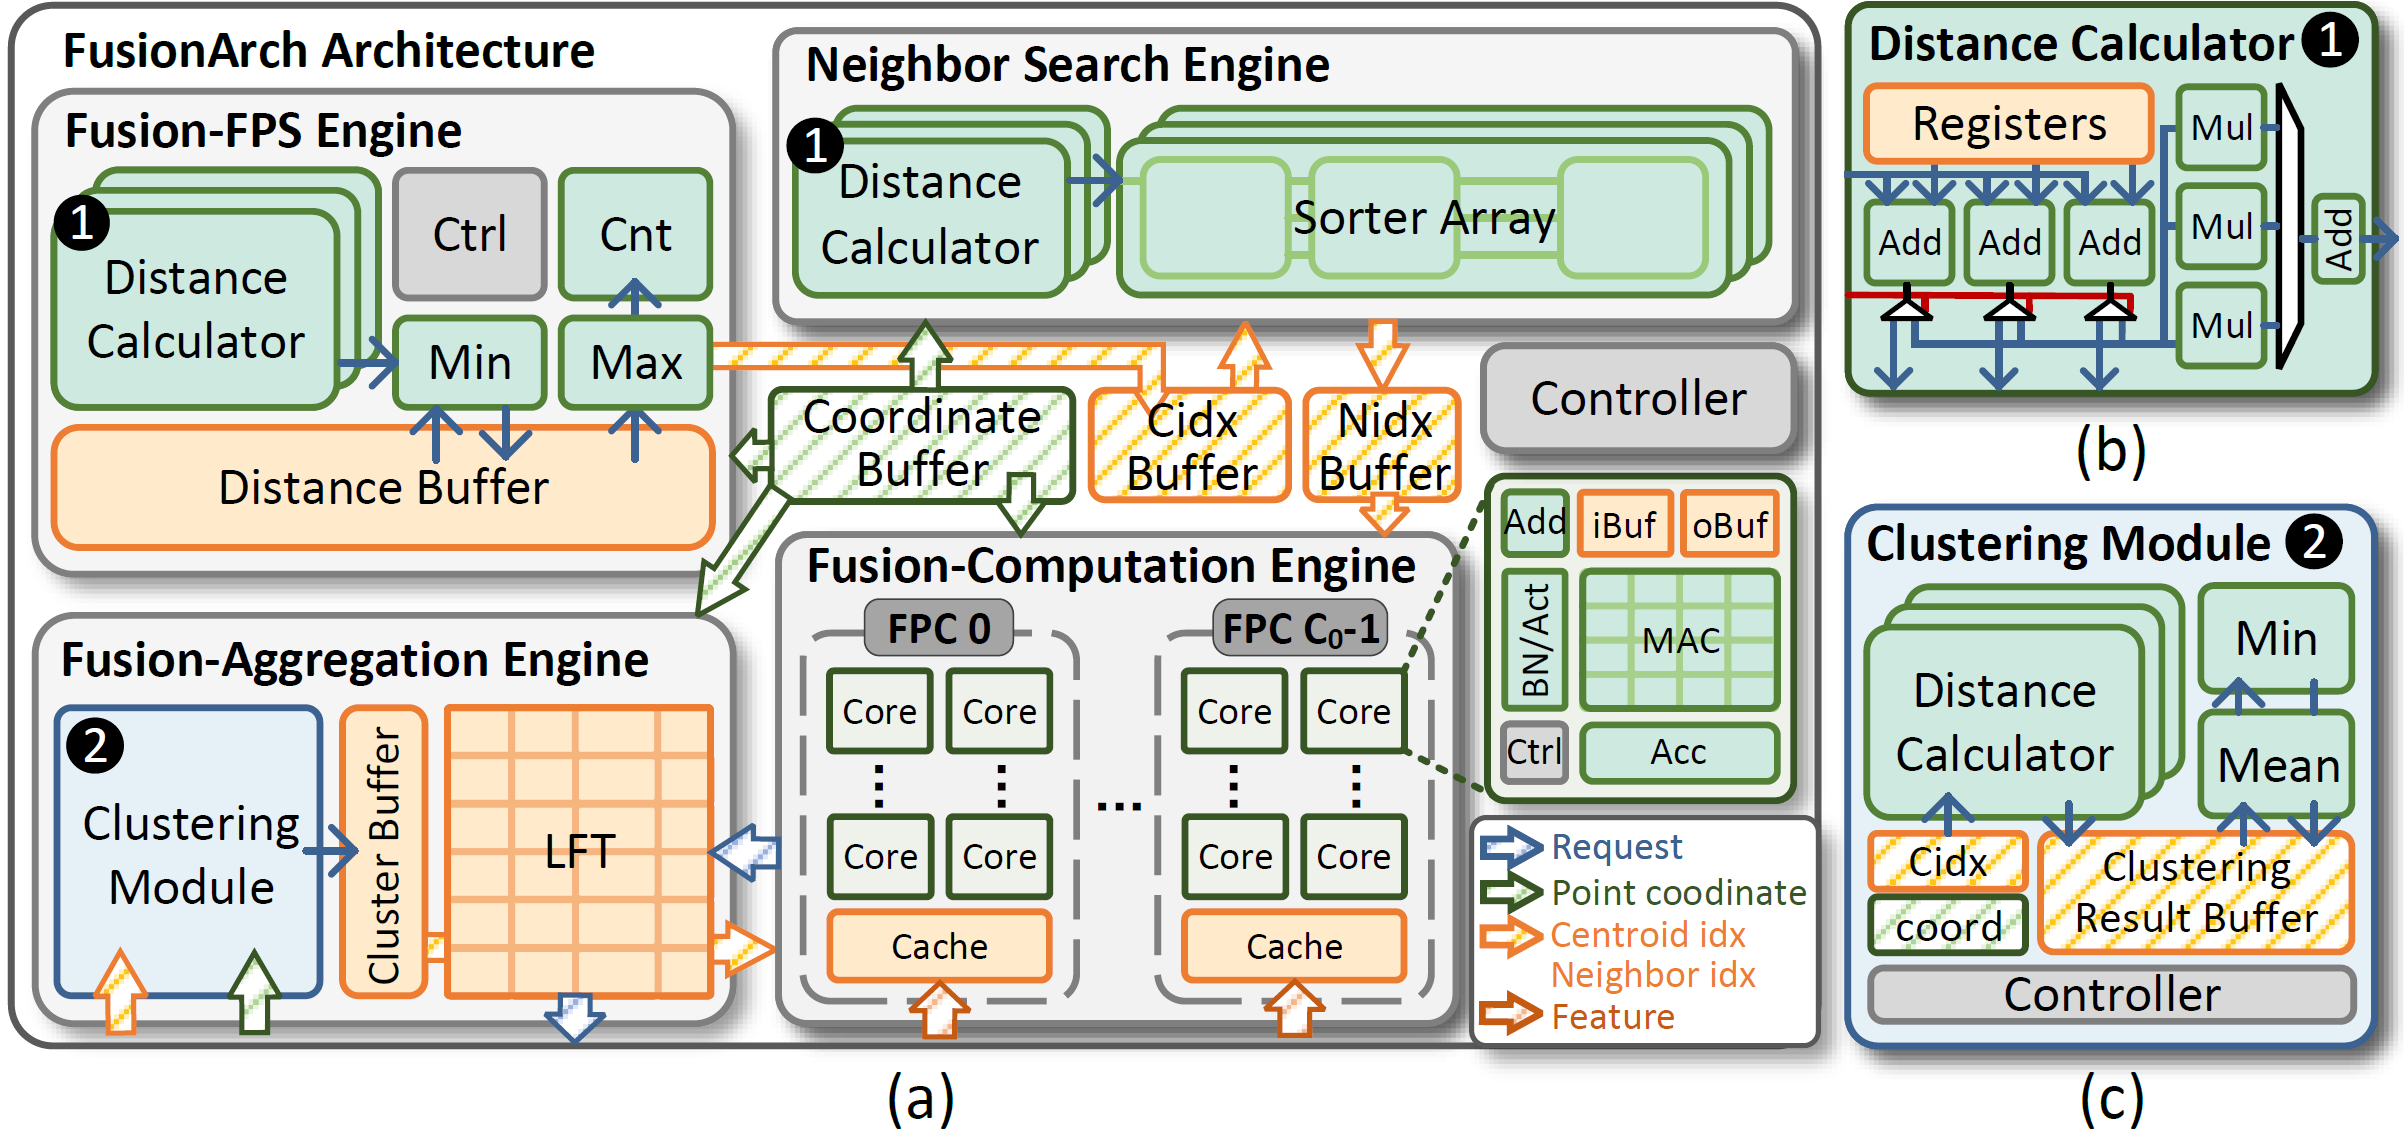 FusionArch Architecture
Fusion-FPS Engine
1
Distance
Calculator
Ctrl
Cnt
Min
Max
Distance Buffer
Neighbor Search Engine
1
Distance
Calculator
Sorter Array
Coordinate
Buffer
Cidx
Buffer
Nidx
Buffer
Controller
Fusion-Aggregation Engine
2
Clustering
Module
Cluster Buffer
LFT
Fusion-Computation Engine
FPC 0
Core
Core
Core
Core
Cache
...
FPC C₀-1
Core
Core
Core
Core
Cache
Add
iBuf
oBuf
BN/Act
MAC
Ctrl
Acc
Request
Point coodinate
Centroid idx
Neighbor idx
Feature
(a)
Distance Calculator 1
Registers
Add
Add
Add
Mul
Mul
Mul
Add
(b)
Clustering Module 2
Distance
Calculator
Min
Mean
Cidx
coord
Clustering
Result Buffer
Controller
(c)